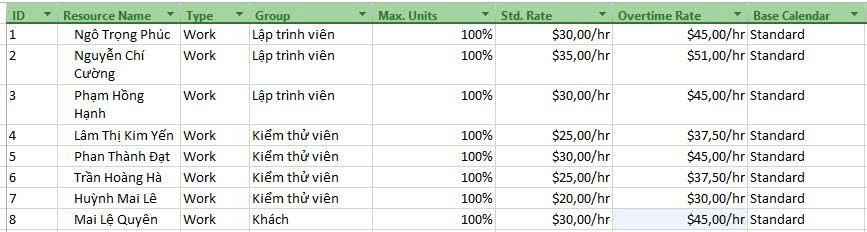 ID Resource Name Type Group Max. Units Std. Rate Overtime Rate Base Calendar
1 Ngô Trọng Phúc Work Lập trình viên 100% $30,00/hr $45,00/hr Standard
2 Nguyễn Chí Work Lập trình viên 100% $35,00/hr $51,00/hr Standard
Cường
3 Phạm Hồng Work Lập trình viên 100% $30,00/hr $45,00/hr Standard
Hạnh
4 Lâm Thị Kim Yến Work Kiểm thử viên 100% $25,00/hr $37,50/hr Standard
5 Phan Thành Đạt Work Kiểm thử viên 100% $30,00/hr $45,00/hr Standard
6 Trần Hoàng Hà Work Kiểm thử viên 100% $25,00/hr $37,50/hr Standard
7 Huỳnh Mai Lê Work Kiểm thử viên 100% $20,00/hr $30,00/hr Standard
8 Mai Lệ Quyên Work Khách 100% $30,00/hr $45,00/hr Standard